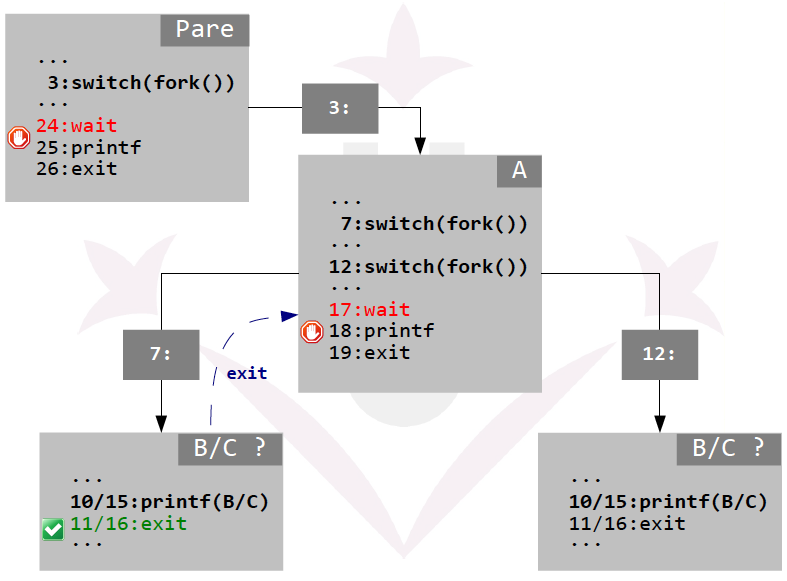 Pare
...
3:switch(fork())
...
24:wait
25:printf
26:exit
3:
A
...
7:switch(fork())
...
12:switch(fork())
...
17:wait
18:printf
19:exit
7:
exit
12:
B/C ?
...
10/15:printf(B/C)
11/16:exit
...
B/C ?
...
10/15:printf(B/C)
11/16:exit
...